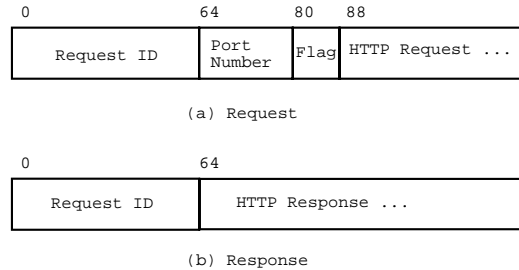 0 64 80 88
Request ID Port Number Flag HTTP Request ...
(a) Request
0 64
Request ID HTTP Response ...
(b) Response